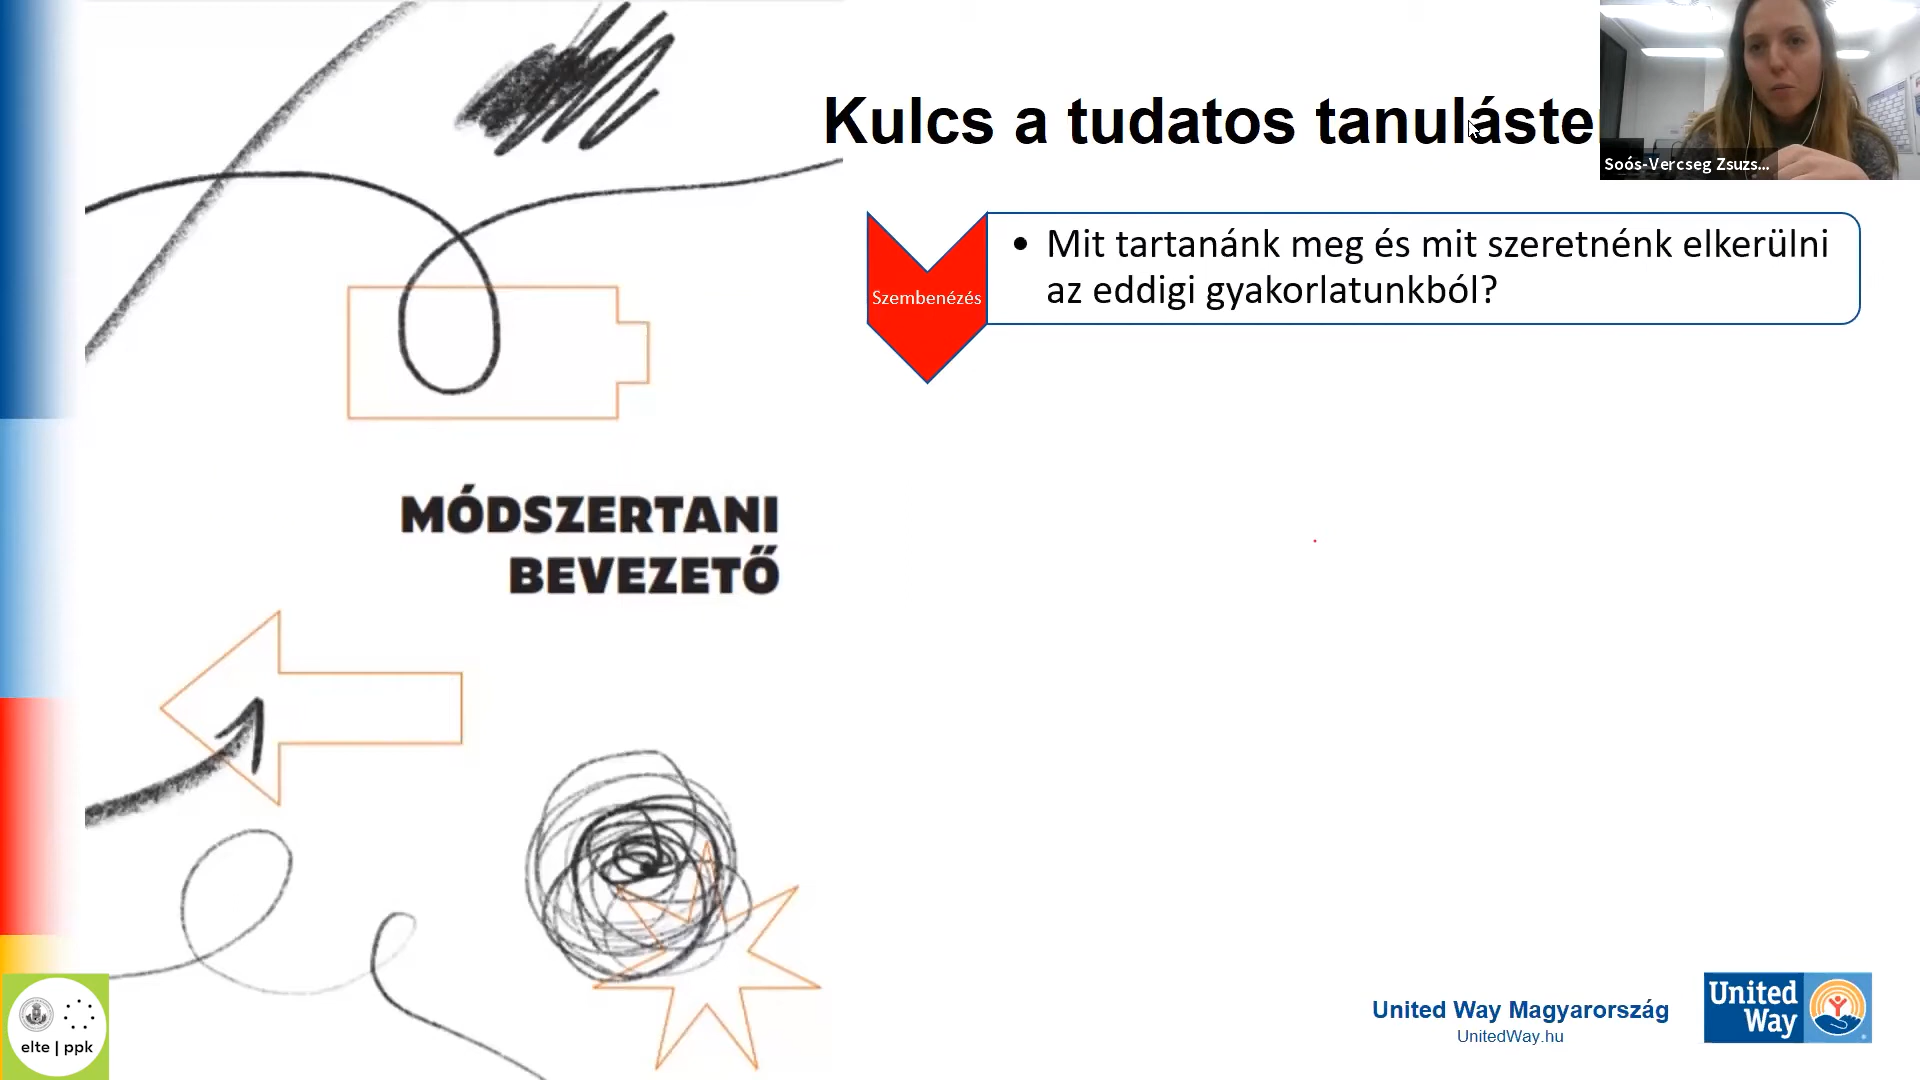 Kulcs a tudatos tanuláste
Soós-Vercseg Zsuzs...
Szembenézés
• Mit tartanánk meg és mit szeretnénk elkerülni
az eddigi gyakorlatunkból?
MÓDSZERTANI
BEVEZETŐ
elte | ppk
United Way Magyarország
UnitedWay.hu
United
Way